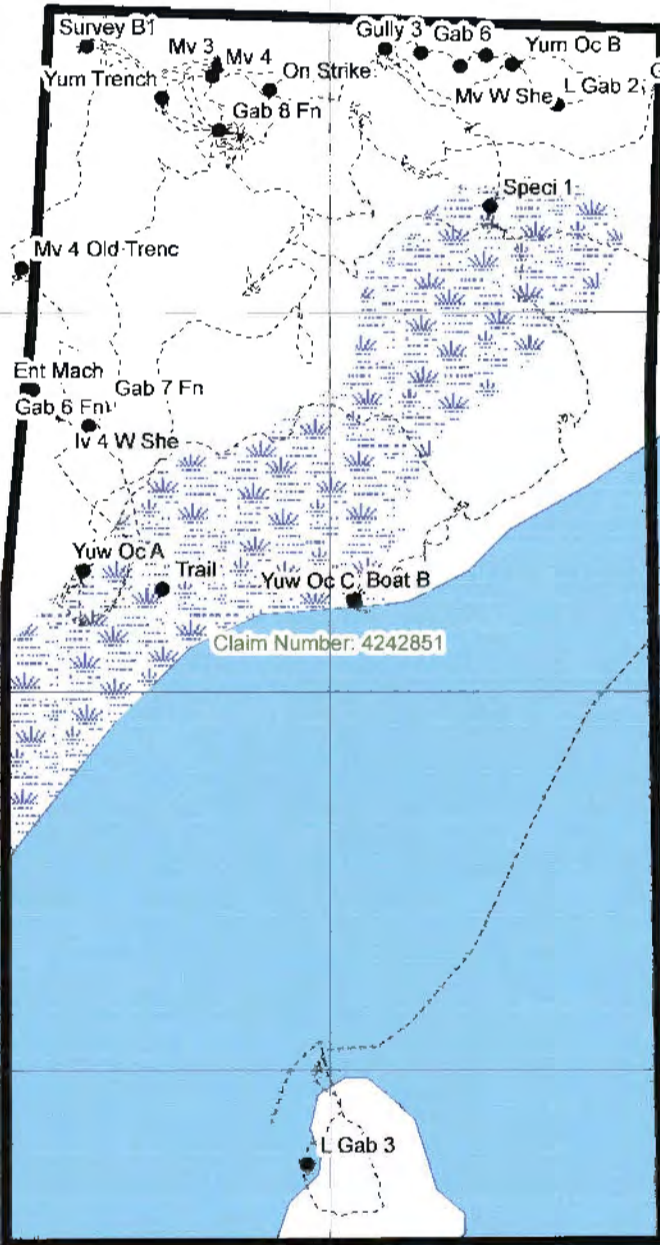 Survey B1
Mv 3
Mv 4
On Strike
Yum Trench
Gab 8 Fn
Gully 3
Gab 6
Yum Oc B
Mv W She
L Gab 2
Speci 1
Mv 4 Old Trenc
Ent Mach
Gab 7 Fn
Gab 6 Fn
Iv 4 W She
Yuw Oc A
Trail
Yuw Oc C
Boat B
Claim Number: 4242851
L Gab 3